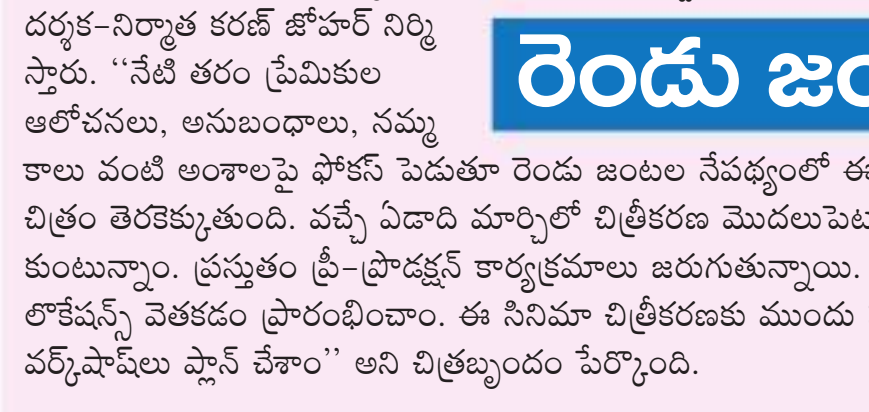 దర్శక-నిర్మాత కరణ్ జోహర్ నిర్మి
స్తారు. ‘‘నేటి తరం ప్రేమికుల
ఆలోచనలు, అనుబంధాలు, నమ్మ
రెండు జం
కాలు వంటి అంశాలపై ఫోకస్ పెడుతూ రెండు జంటల నేపథ్యంలో ఈ
చిత్రం తెరకెక్కుతుంది. వచ్చే ఏడాది మార్చిలో చిత్రీకరణ మొదలుపెట
కుంటున్నాం. ప్రస్తుతం ప్రీ-ప్రొడక్షన్ కార్యక్రమాలు జరుగుతున్నాయి.
లొకేషన్స్ వెతకడం ప్రారంభించాం. ఈ సినిమా చిత్రీకరణకు ముందు
వర్క్‌షాప్‌లు ప్లాన్ చేశాం’’ అని చిత్రబృందం పేర్కొంది.